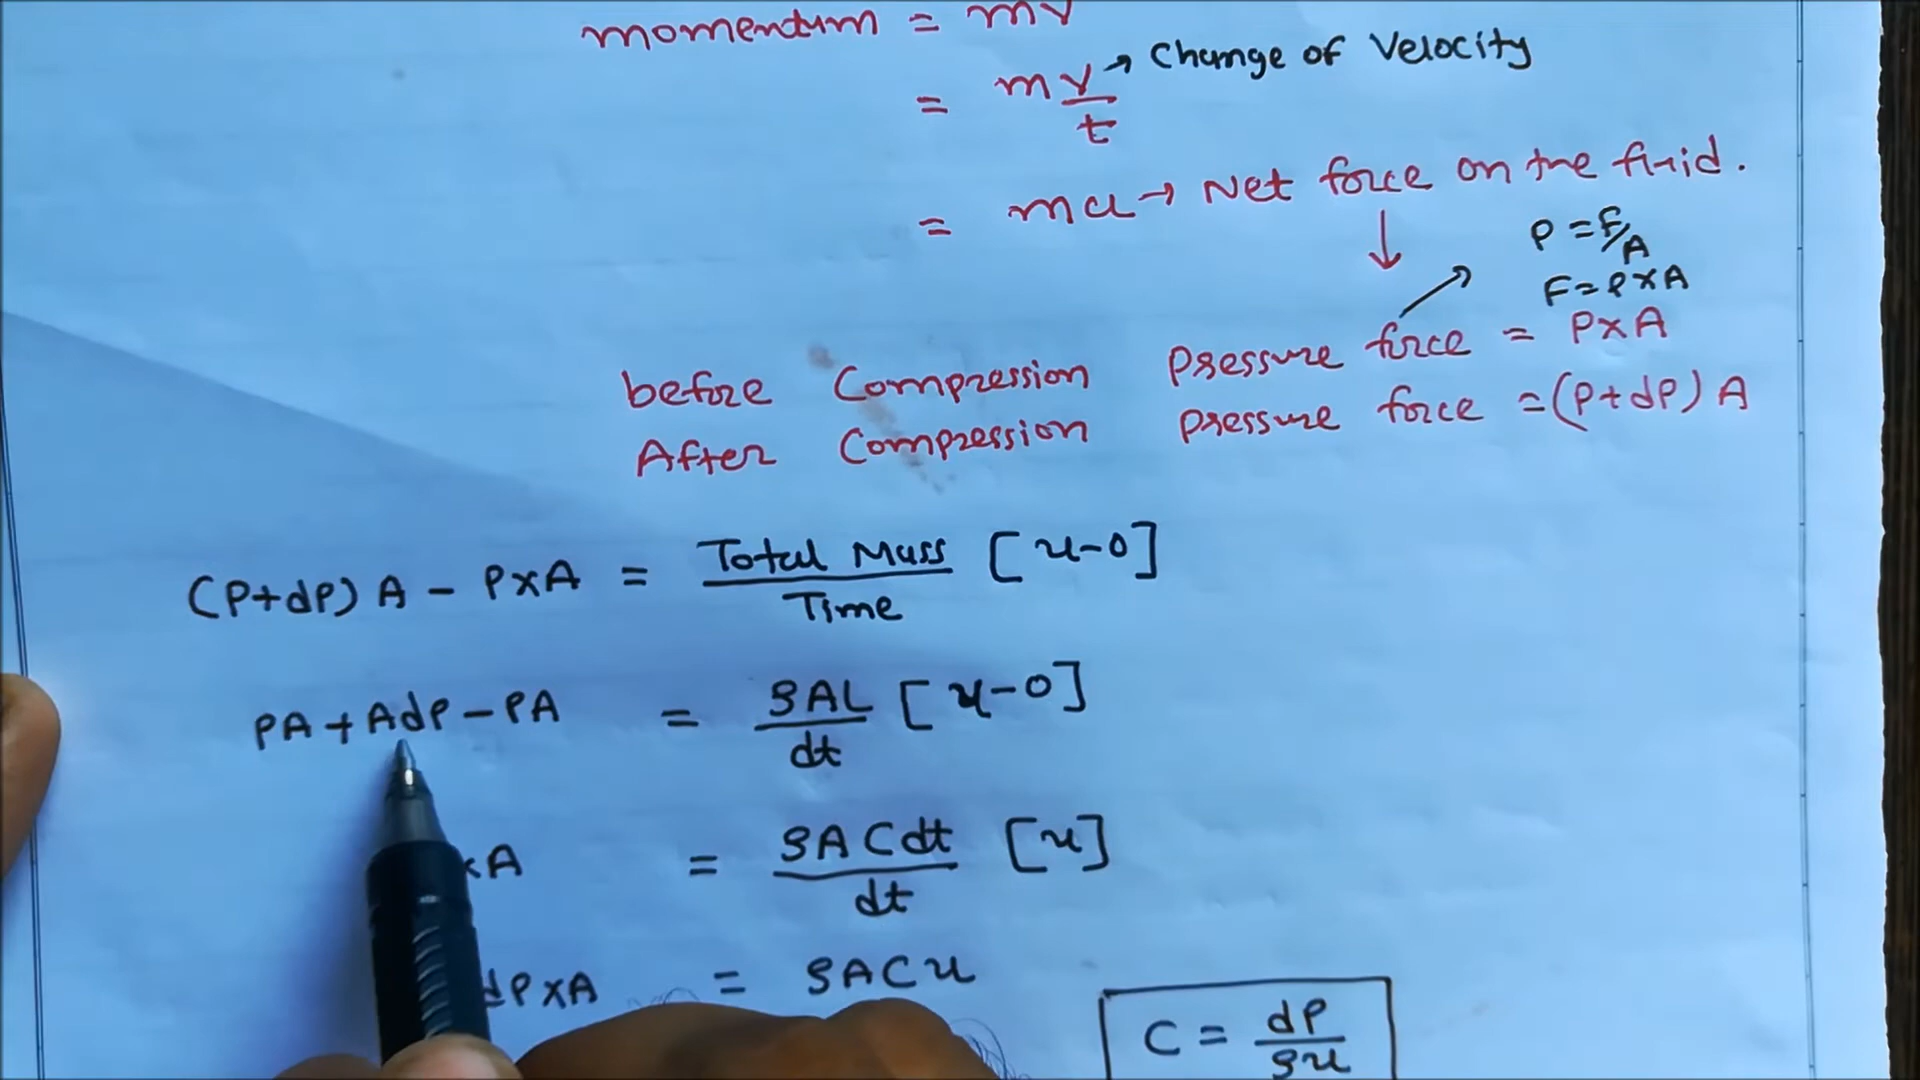 momentum = mv
= mv/t → Change of Velocity
= ma → Net force on the fluid.
P = F/A
F = P×A
before Compression Pressure force = P×A
After Compression Pressure force = (P+dP) A
(P+dP) A - P×A = Total Mass/Time [u-0]
PA + AdP - PA = ρAL/dt [u-0]
×A = ρACdt/dt [u]
dP×A = ρACu
C = dP/ρu